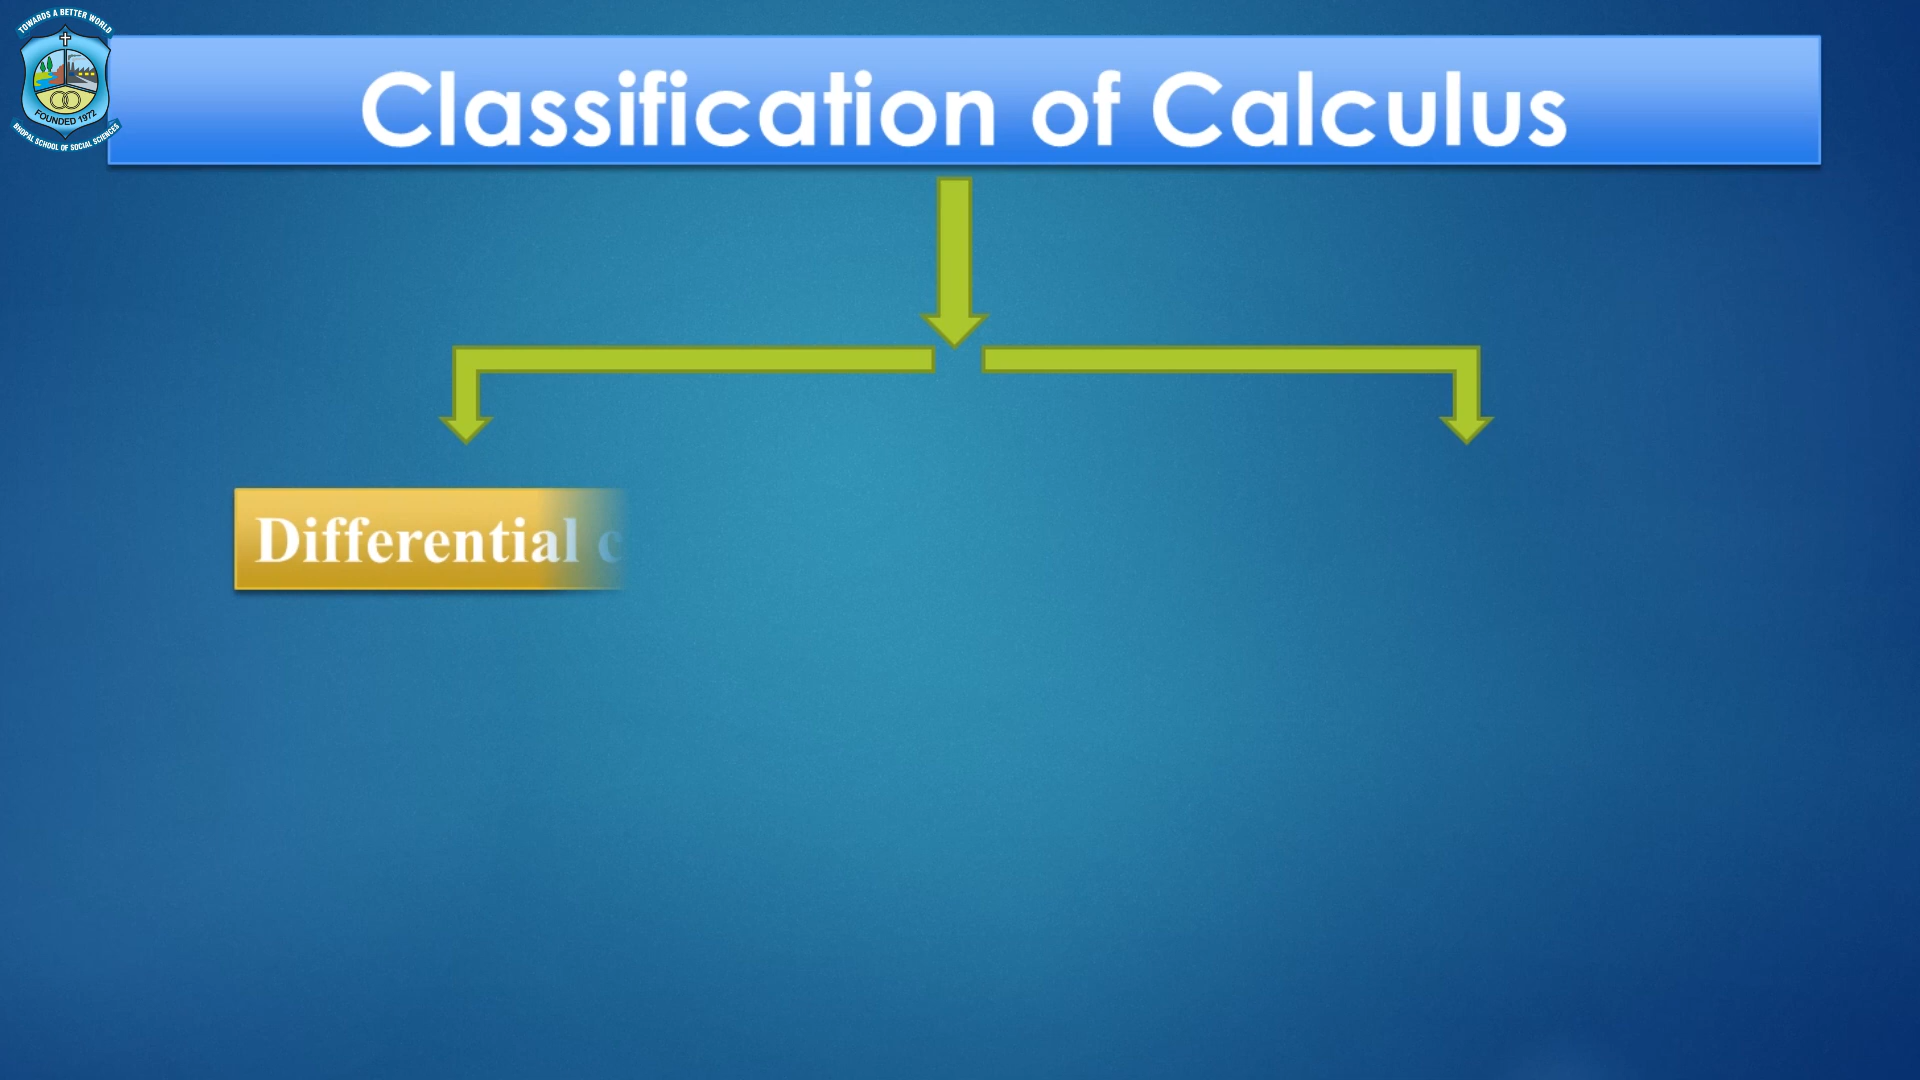 TOWARDS A BETTER WORLD
FOUNDED 1972
BHOPAL SCHOOL OF SOCIAL SCIENCES
Classification of Calculus
Differential c